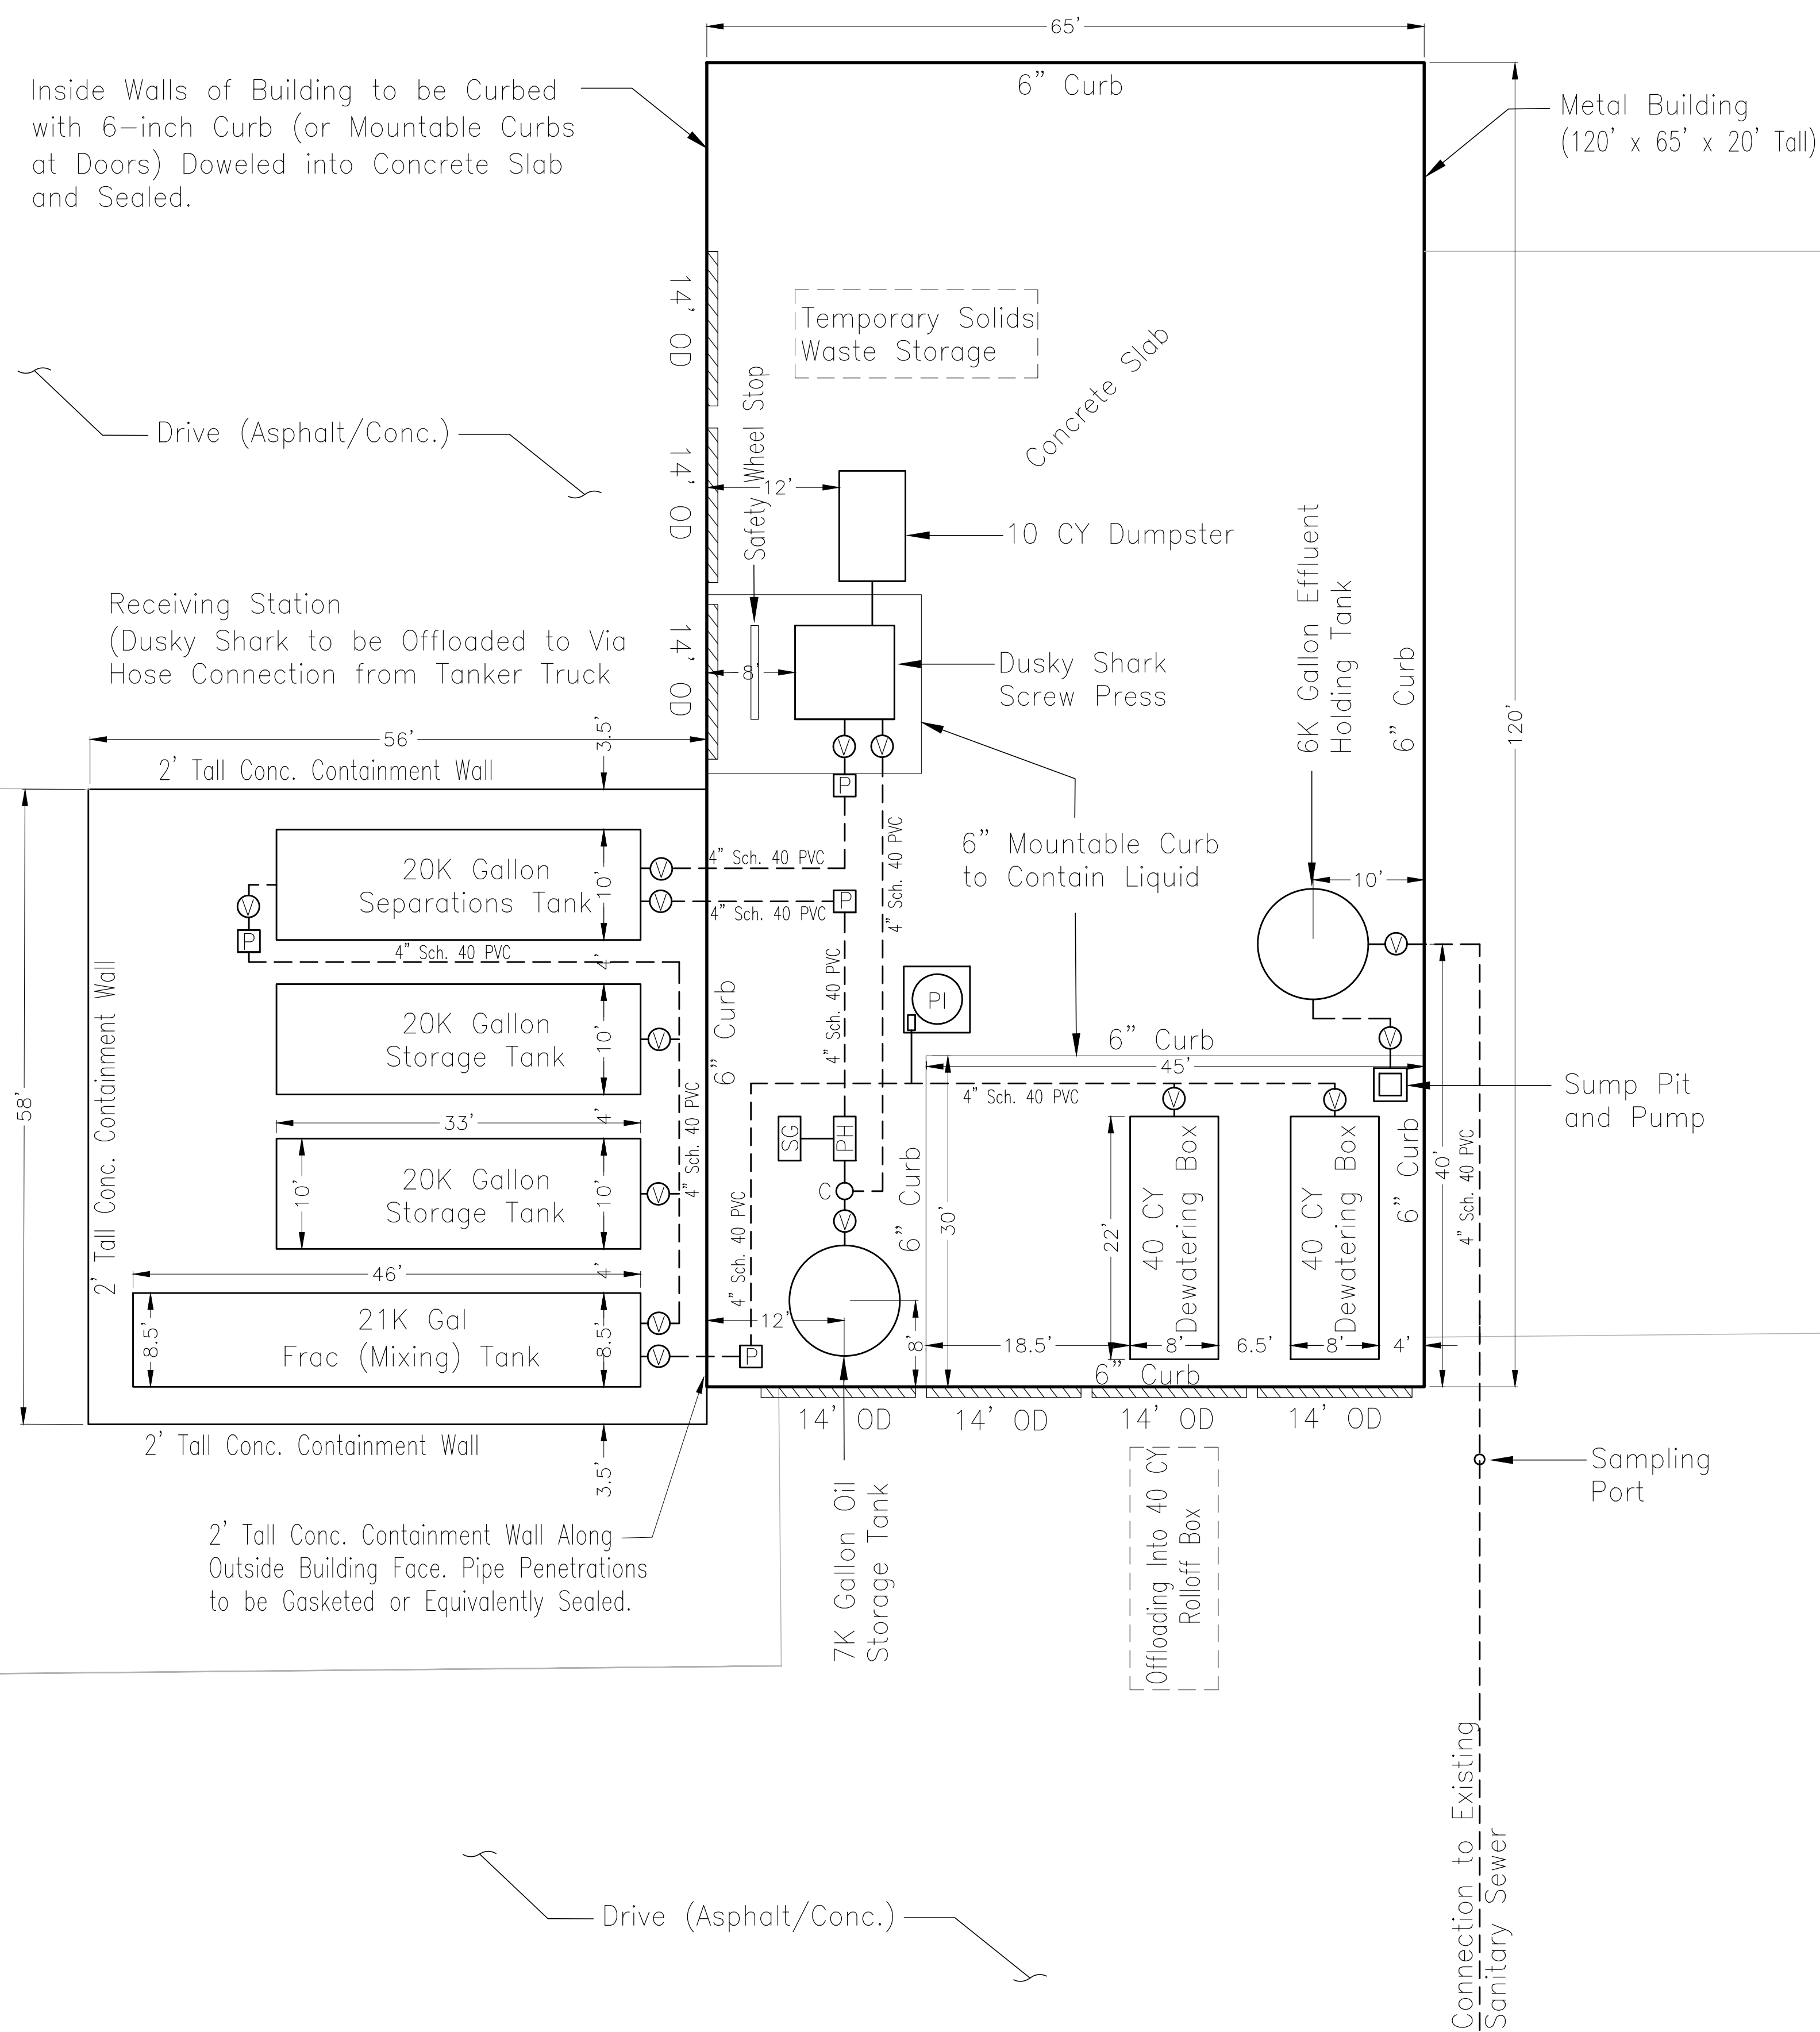 65'
6" Curb
Inside Walls of Building to be Curbed
with 6-inch Curb (or Mountable Curbs
at Doors) Doweled into Concrete Slab
and Sealed.
Metal Building
(120' x 65' x 20' Tall)
14' OD
Temporary Solids
Waste Storage
Concrete Slab
Safety Wheel Stop
Drive (Asphalt/Conc.)
14' OD
12'
10 CY Dumpster
6K Gallon Effluent
Holding Tank
6" Curb
120'
Receiving Station
(Dusky Shark to be Offloaded to Via
Hose Connection from Tanker Truck
14' OD
8'
Dusky Shark
Screw Press
56'
3.5'
2' Tall Conc. Containment Wall
V
V
P
4" Sch. 40 PVC
4" Sch. 40 PVC
6" Mountable Curb
to Contain Liquid
10'
20K Gallon
Separations Tank
10'
V
V
V
P
4" Sch. 40 PVC
P
4" Sch. 40 PVC
4'
4" Sch. 40 PVC
V
2' Tall Conc. Containment Wall
20K Gallon
Storage Tank
10'
V
6" Curb
PI
6" Curb
45'
4" Sch. 40 PVC
V
Sump Pit
and Pump
58'
33'
4'
4" Sch. 40 PVC
SG
PH
C
V
6" Curb
30'
22'
V
V
40 CY
Dewatering Box
40 CY
Dewatering Box
6" Curb
40'
4" Sch. 40 PVC
10'
20K Gallon
Storage Tank
10'
V
4" Sch. 40 PVC
46'
4'
8.5'
21K Gal
Frac (Mixing) Tank
8.5'
V
V
P
12'
8'
18.5'
8'
6.5'
8'
4'
6" Curb
14' OD
14' OD
14' OD
14' OD
2' Tall Conc. Containment Wall
3.5'
7K Gallon Oil
Storage Tank
Offloading Into 40 CY
Rolloff Box
Sampling
Port
2' Tall Conc. Containment Wall Along
Outside Building Face. Pipe Penetrations
to be Gasketed or Equivalently Sealed.
Connection to Existing
Sanitary Sewer
Drive (Asphalt/Conc.)